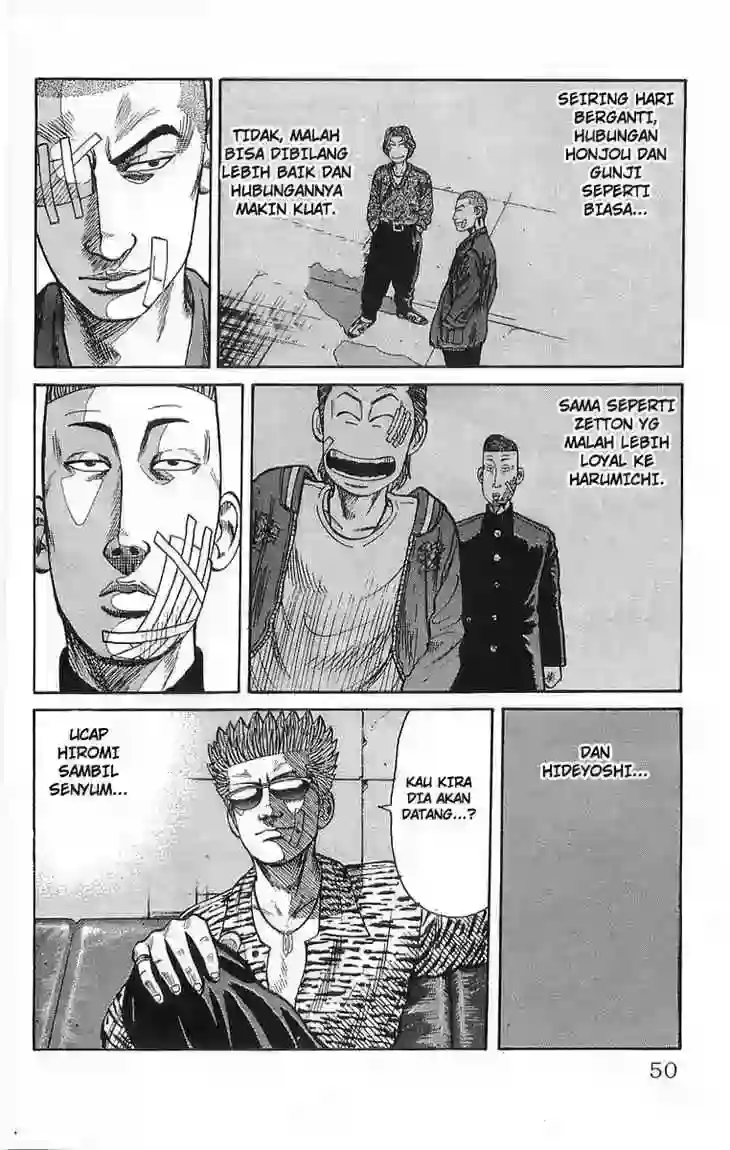 SEIRING HARI
BERGANTI,
HUBUNGAN
HONJOU DAN
GUNJI
SEPERTI
BIASA...
TIDAK, MALAH
BISA DIBILANG
LEBIH BAIK DAN
HUBUNGANNYA
MAKIN KUAT.
SAMA SEPERTI
ZETTON YG
MALAH LEBIH
LOYAL KE
HARUMICHI.
DAN
HIDEYOSHI...
KAU KIRA
DIA AKAN
DATANG...?
UCAP
HIROMI
SAMBIL
SENYUM...
50